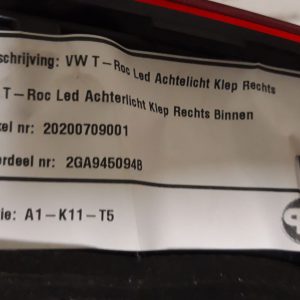 schrijving: VW T-Roc Led Achtelicht Klep Rechts
T-Roc Led Achterlicht Klep Rechts Binnen
kel nr: 20200709001
erdeel nr: 2GA945094B
ie: A1-K11-T5